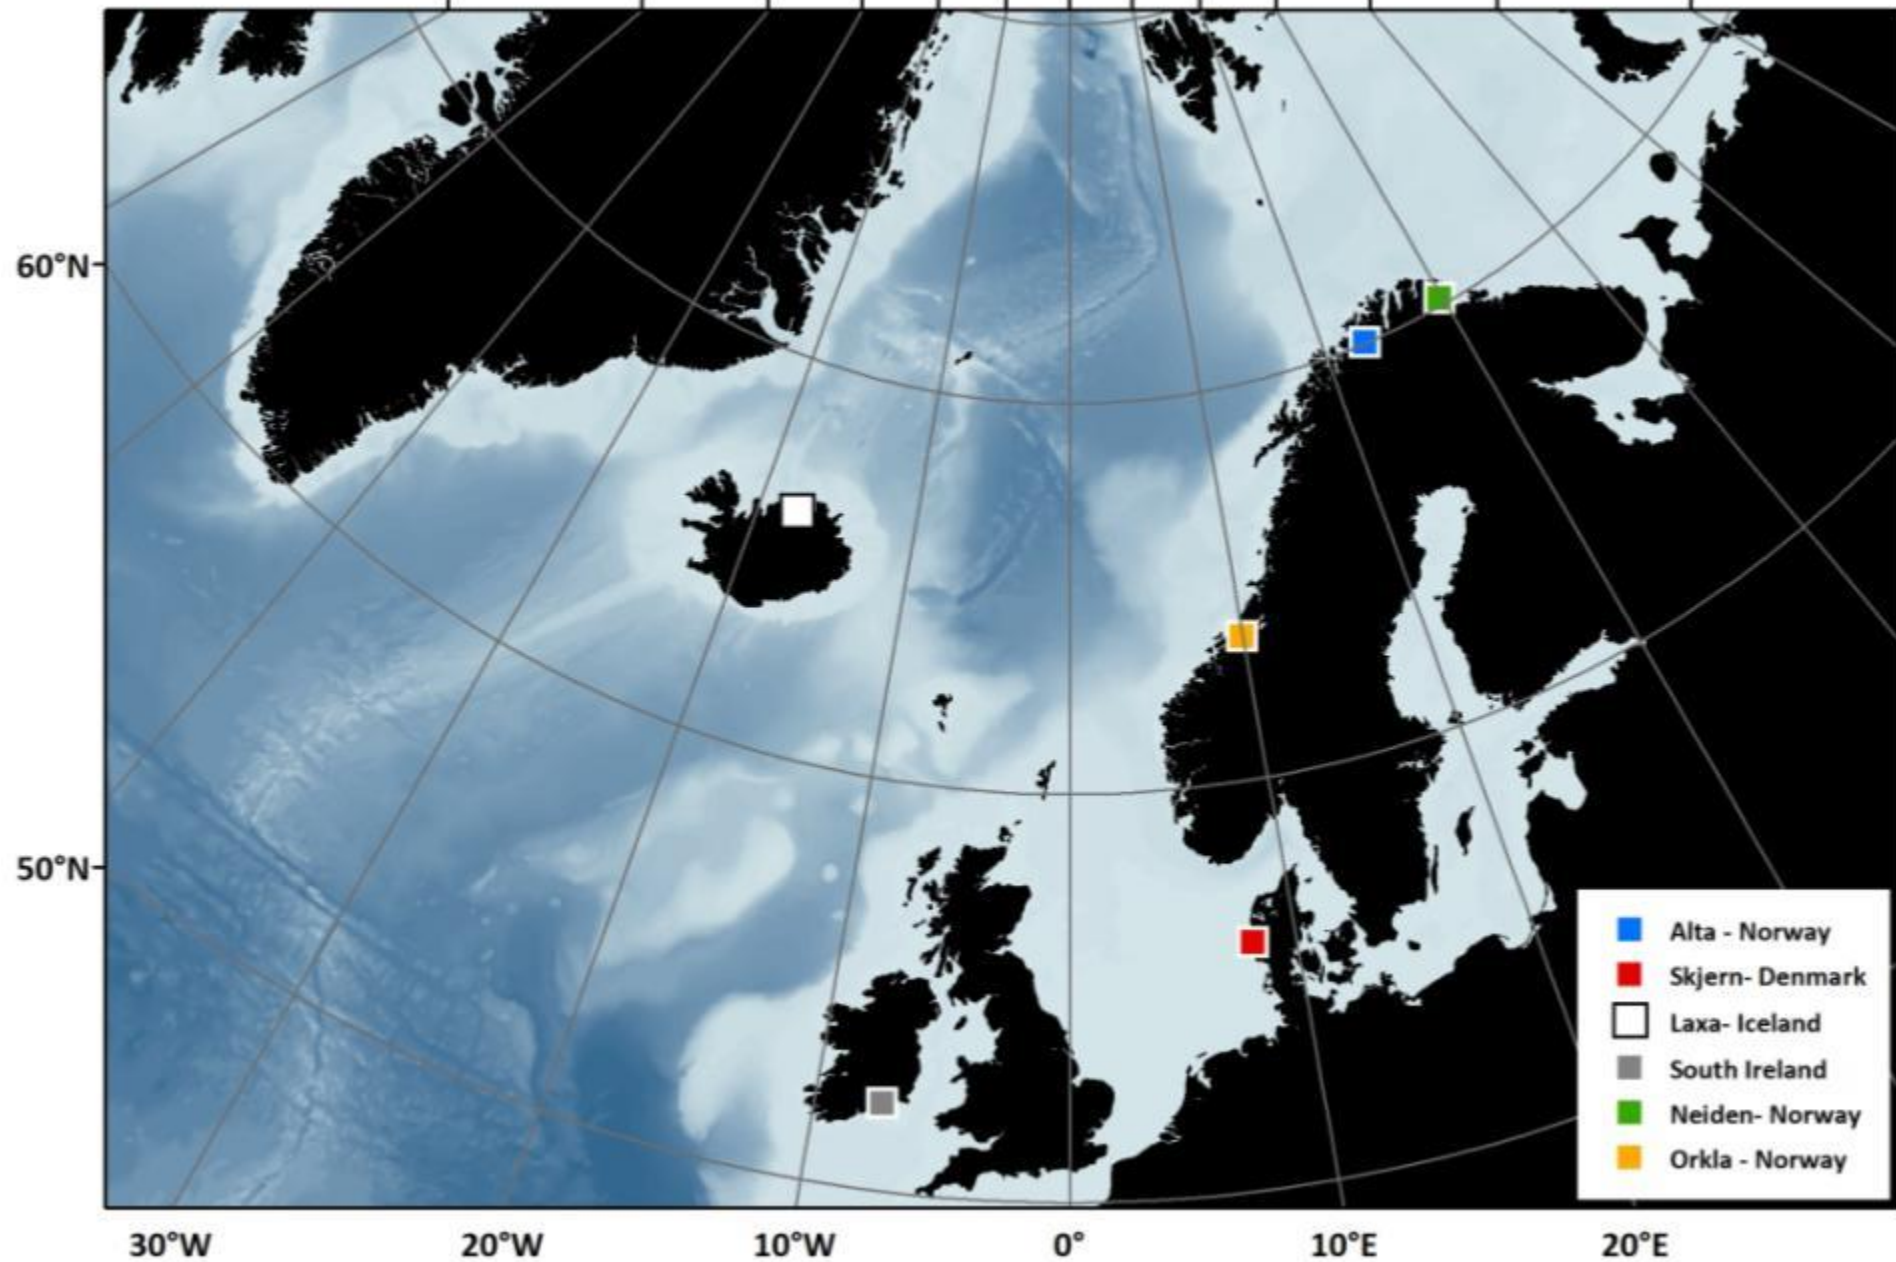 60°N
50°N
Alta - Norway
Skjern- Denmark
Laxa- Iceland
South Ireland
Neiden- Norway
Orkla - Norway
30°W 20°W 10°W 0° 10°E 20°E